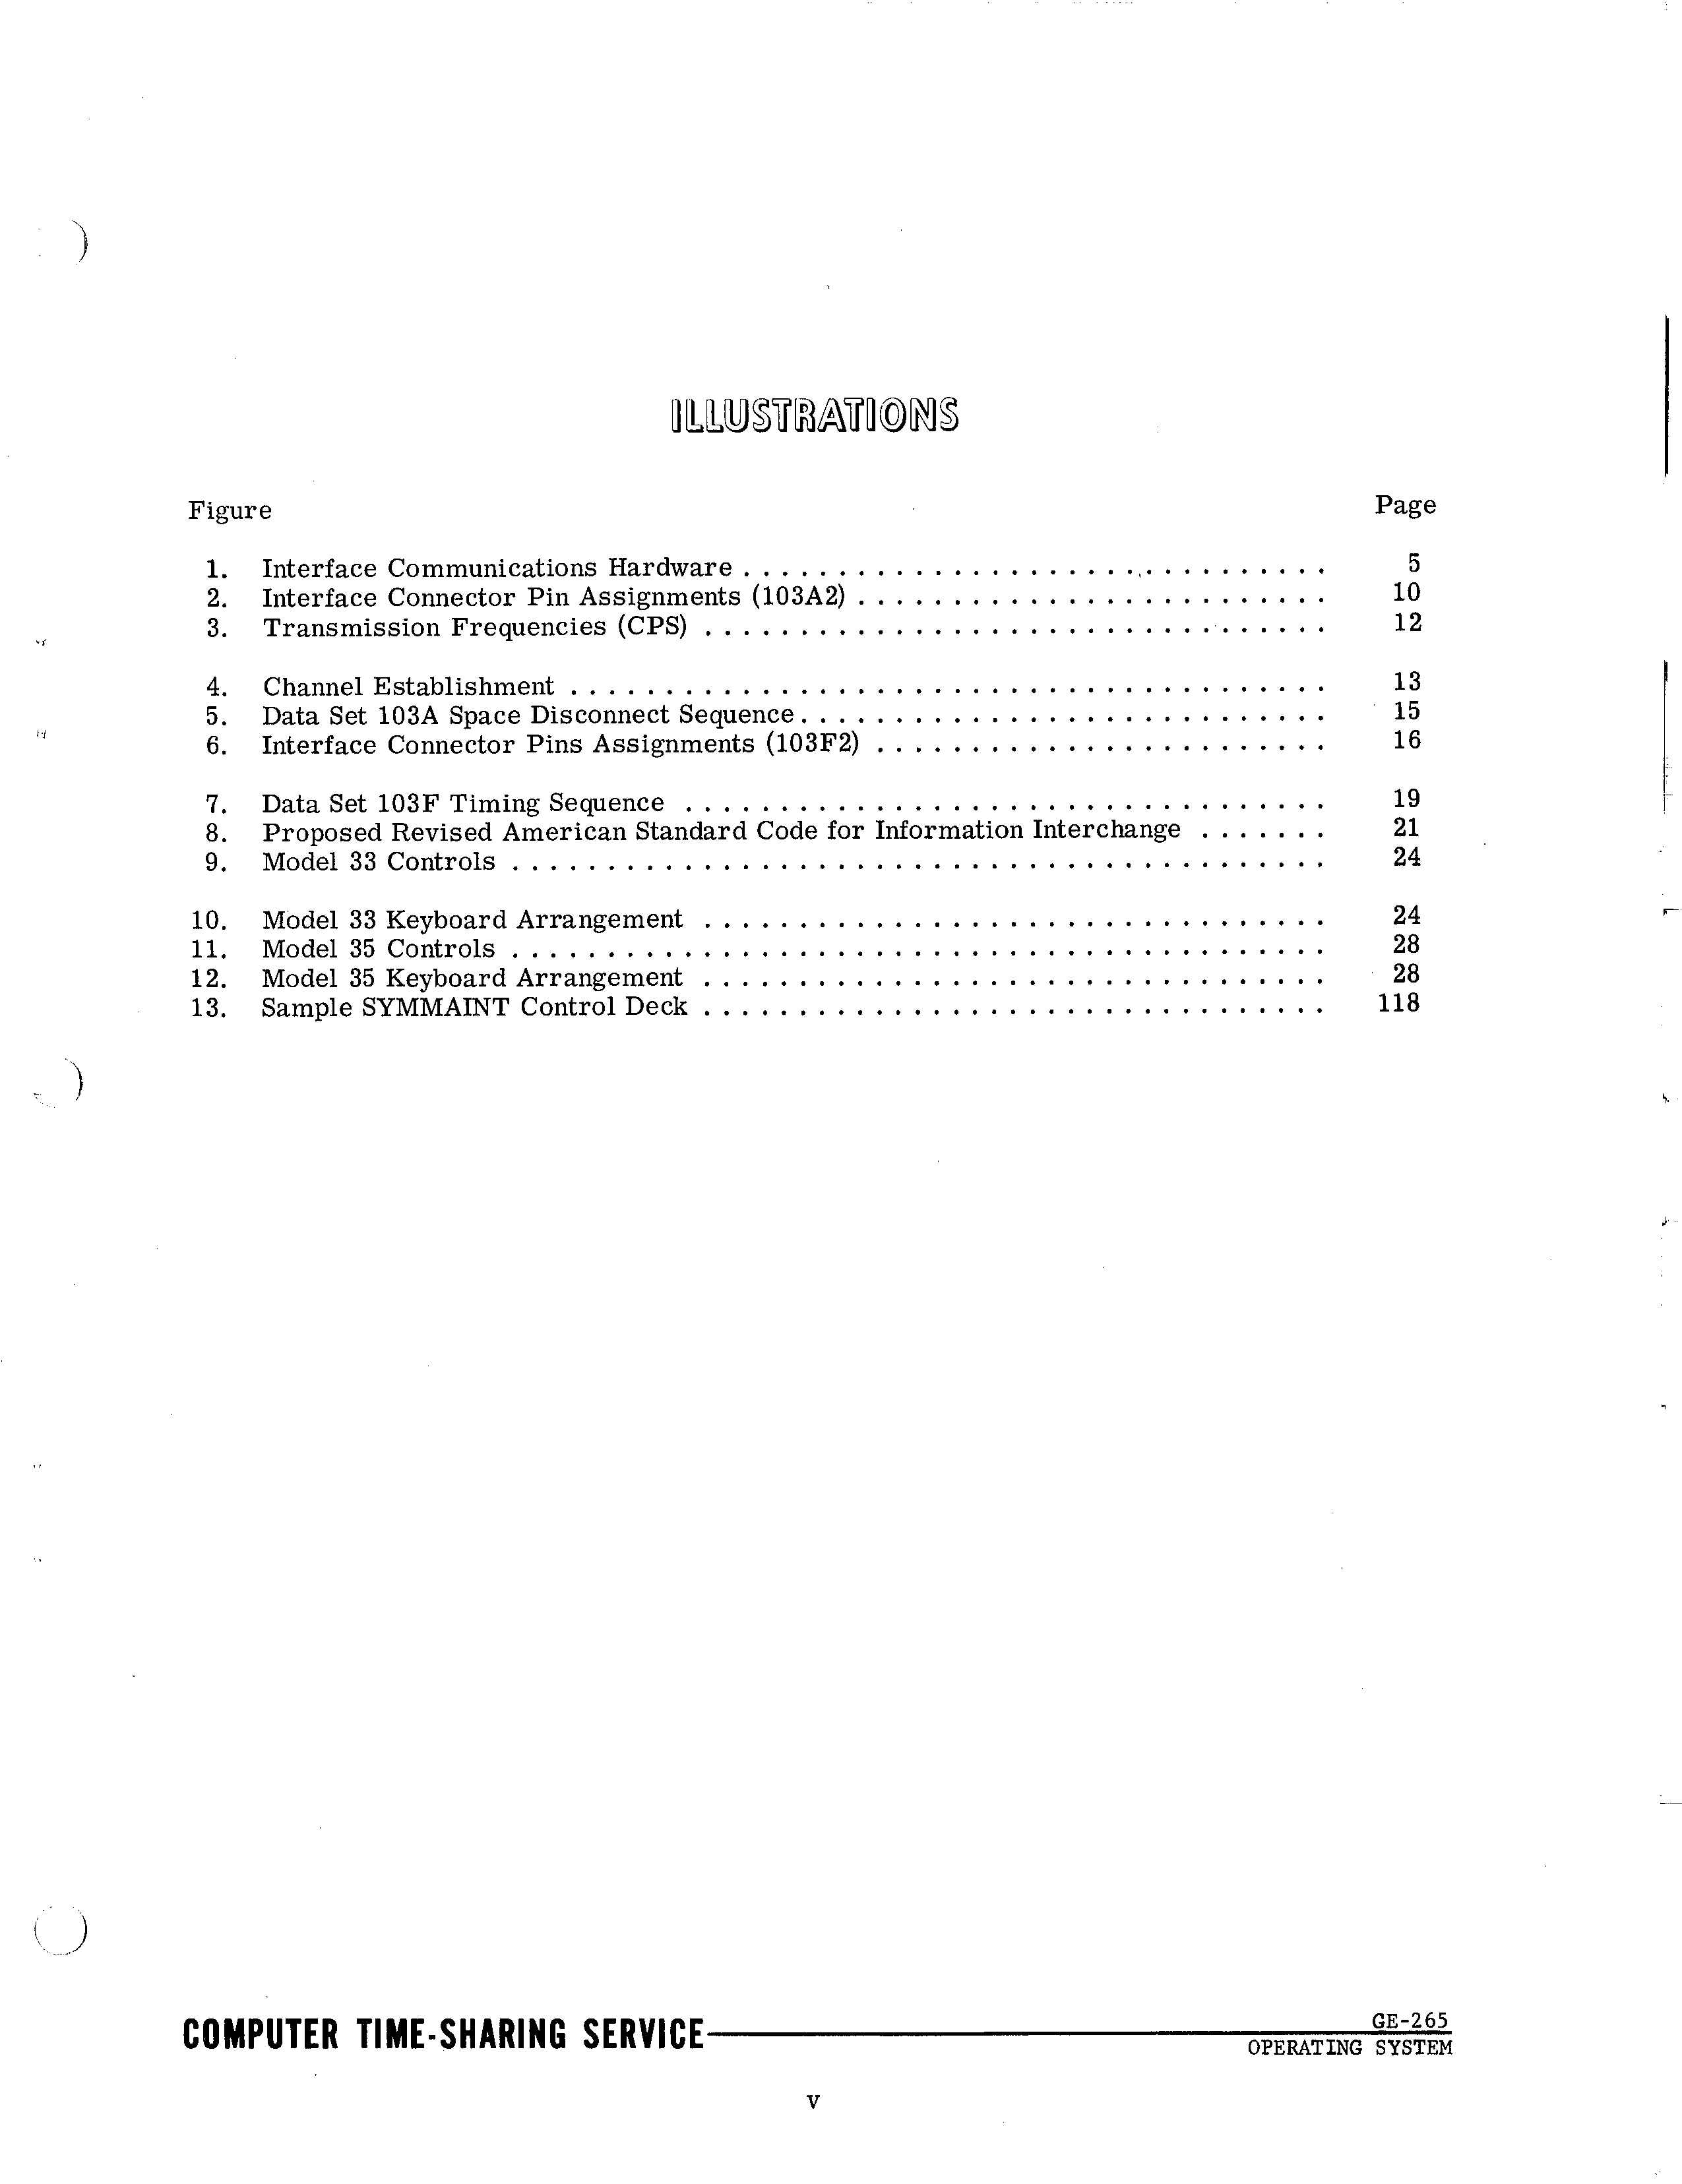 ILLUSTRATIONS
Figure Page
1. Interface Communications Hardware . . . . . . . . . . . . . . . . . . . . . . . . . . . . . . . 5
2. Interface Connector Pin Assignments (103A2) . . . . . . . . . . . . . . . . . . . . . . . . . 10
3. Transmission Frequencies (CPS) . . . . . . . . . . . . . . . . . . . . . . . . . . . . . . . . . 12
4. Channel Establishment . . . . . . . . . . . . . . . . . . . . . . . . . . . . . . . . . . . . . . . . 13
5. Data Set 103A Space Disconnect Sequence . . . . . . . . . . . . . . . . . . . . . . . . . . . . 15
6. Interface Connector Pins Assignments (103F2) . . . . . . . . . . . . . . . . . . . . . . . . 16
7. Data Set 103F Timing Sequence . . . . . . . . . . . . . . . . . . . . . . . . . . . . . . . . . . 19
8. Proposed Revised American Standard Code for Information Interchange . . . . . . . 21
9. Model 33 Controls . . . . . . . . . . . . . . . . . . . . . . . . . . . . . . . . . . . . . . . . . . . 24
10. Model 33 Keyboard Arrangement . . . . . . . . . . . . . . . . . . . . . . . . . . . . . . . . . 24
11. Model 35 Controls . . . . . . . . . . . . . . . . . . . . . . . . . . . . . . . . . . . . . . . . . . . 28
12. Model 35 Keyboard Arrangement . . . . . . . . . . . . . . . . . . . . . . . . . . . . . . . . . 28
13. Sample SYMMAINT Control Deck . . . . . . . . . . . . . . . . . . . . . . . . . . . . . . . . . 118
COMPUTER TIME-SHARING SERVICE
GE-265
OPERATING SYSTEM
v